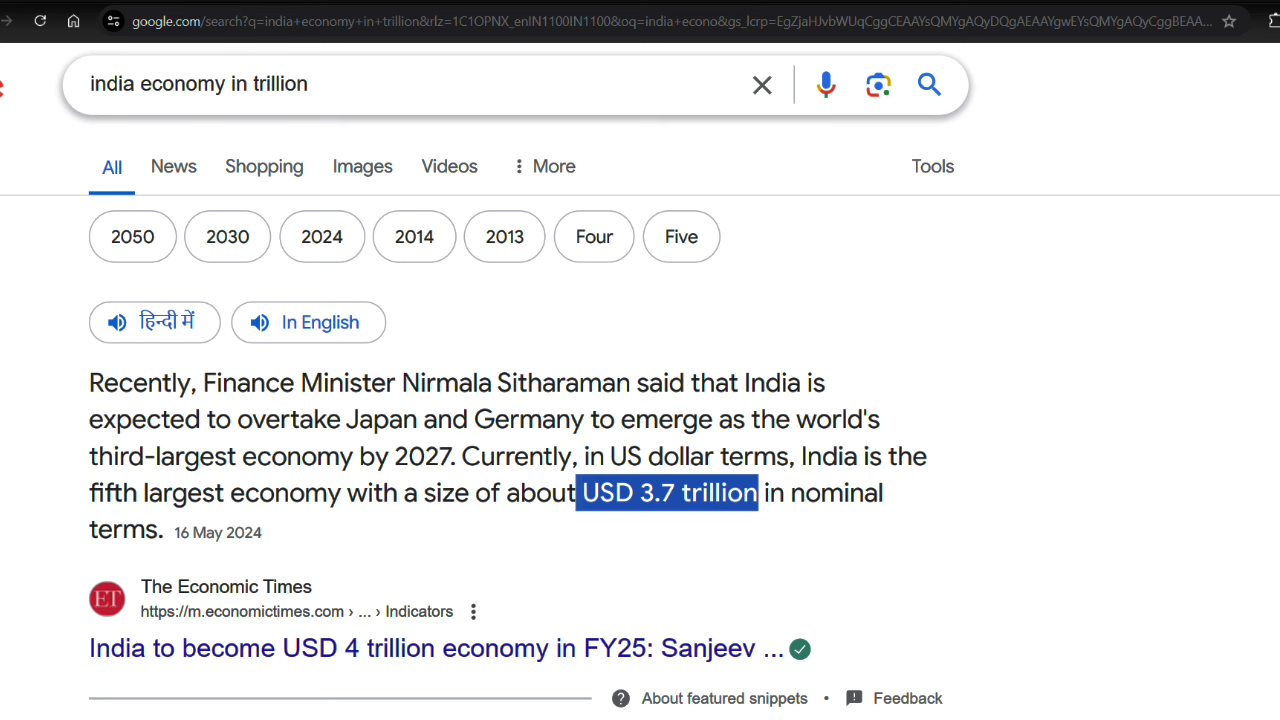 google.com/search?q=india+economy+in+trillion&rlz=1C1OPNX_enIN1100IN1100&oq=india+econo&gs_lcrp=EgZjaHJvbWUqCggCEAAYsQMYgAQyDQgAEAAYgwEYsQMYgAQyCggBEAA...
india economy in trillion
All News Shopping Images Videos More Tools
2050 2030 2024 2014 2013 Four Five
हिन्दी में In English
Recently, Finance Minister Nirmala Sitharaman said that India is
expected to overtake Japan and Germany to emerge as the world's
third-largest economy by 2027. Currently, in US dollar terms, India is the
fifth largest economy with a size of about USD 3.7 trillion in nominal
terms. 16 May 2024
ET The Economic Times
https://m.economictimes.com › ... › Indicators
India to become USD 4 trillion economy in FY25: Sanjeev ...
About featured snippets • Feedback